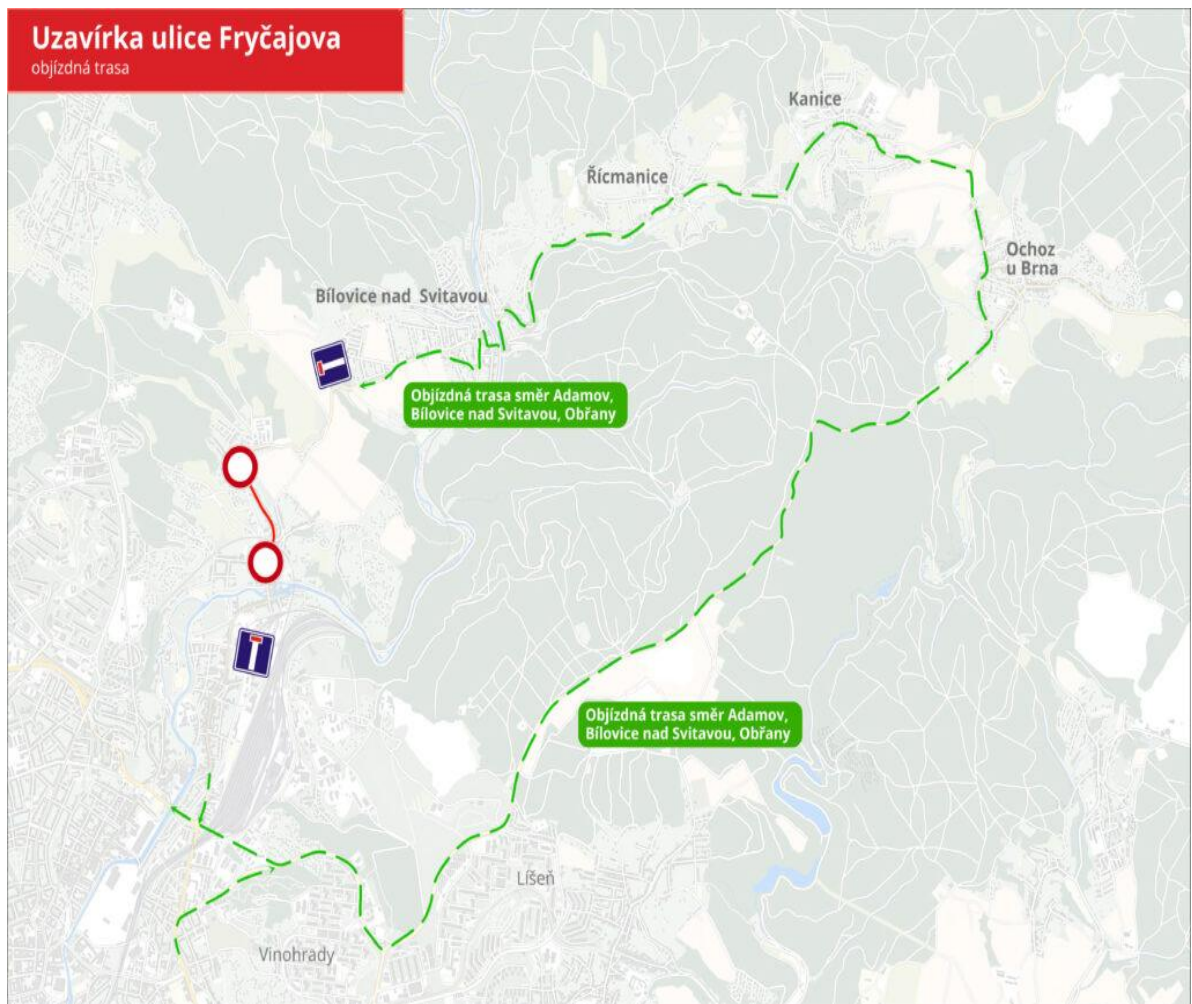 Uzavírka ulice Fryčajova
objízdná trasa
Kanice
Řícmanice
Ochoz
u Brna
Bílovice nad Svitavou
Objízdná trasa směr Adamov,
Bílovice nad Svitavou, Obřany
Objízdná trasa směr Adamov,
Bílovice nad Svitavou, Obřany
Líšeň
Vinohrady